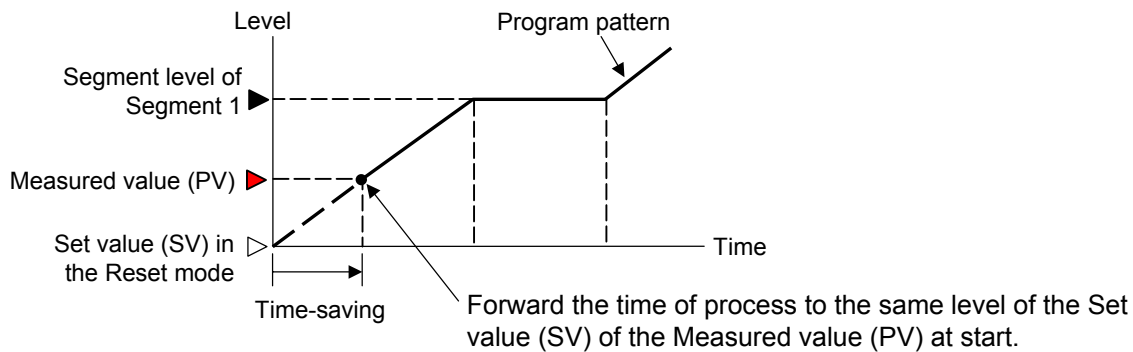 Level
Program pattern
Segment level of
Segment 1
Measured value (PV)
Set value (SV) in
the Reset mode
Time
Time-saving
Forward the time of process to the same level of the Set
value (SV) of the Measured value (PV) at start.